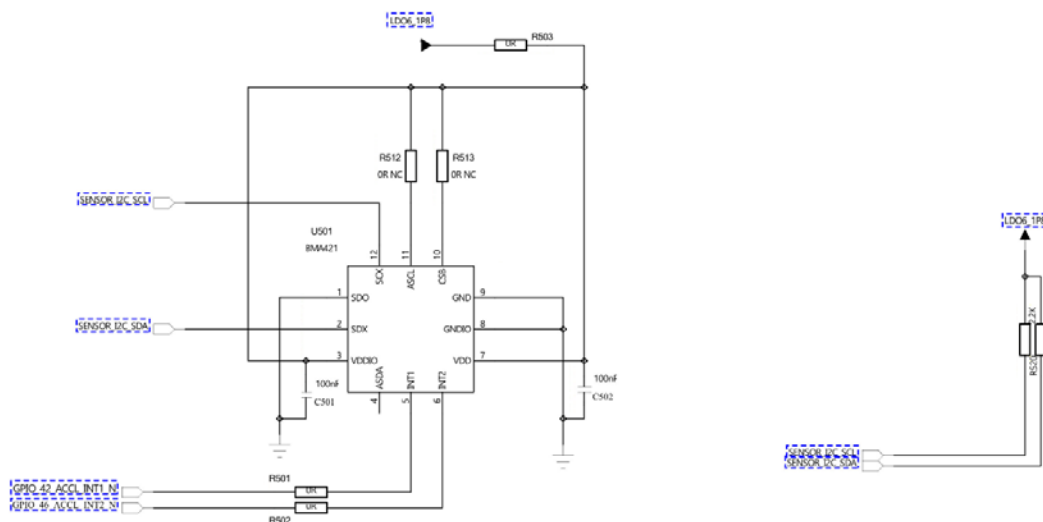 LDO6_1P8
R503
0R
R512
0R NC
R513
0R NC
SENSOR_I2C_SCL
U501
BMA421
12
11
10
SCX
ASCL
CSB
1
SDO
GND
9
SENSOR_I2C_SDA
2
SDX
GNDIO
8
3
VDDIO
VDD
7
ASDA
INT1
INT2
4
5
6
100nF
C501
100nF
C502
R501
GPIO_42_ACCL_INT1_N
0R
GPIO_46_ACCL_INT2_N
0R
R502
LDO6_1P8
2.2K
SENSOR_I2C_SCL
SENSOR_I2C_SDA